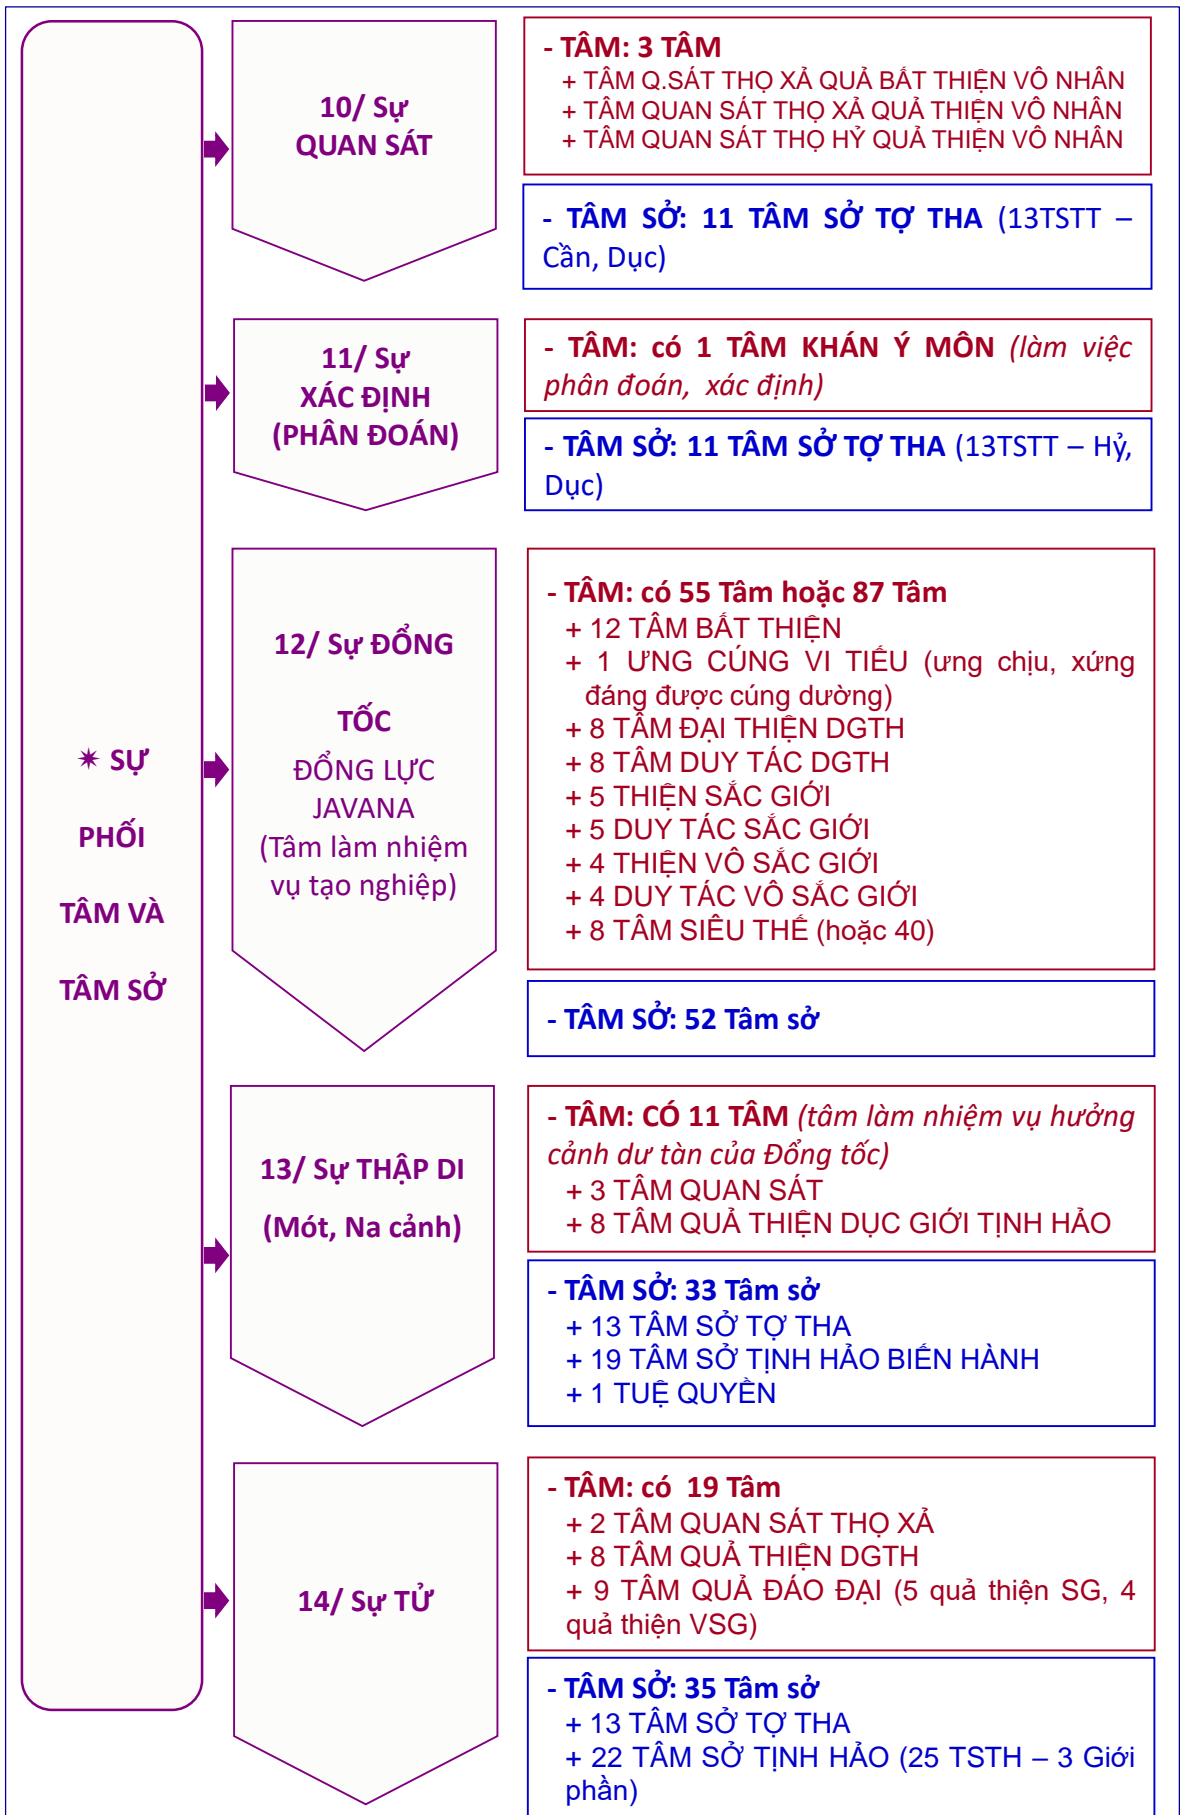 ✴ SỰ
PHỐI
TÂM VÀ
TÂM SỞ
10/ Sự
QUAN SÁT
- TÂM: 3 TÂM
+ TÂM Q.SÁT THỌ XẢ QUẢ BẤT THIỆN VÔ NHÂN
+ TÂM QUAN SÁT THỌ XẢ QUẢ THIỆN VÔ NHÂN
+ TÂM QUAN SÁT THỌ HỶ QUẢ THIỆN VÔ NHÂN
- TÂM SỞ: 11 TÂM SỞ TỢ THA (13TSTT –
Cần, Dục)
11/ Sự
XÁC ĐỊNH
(PHÂN ĐOÁN)
- TÂM: có 1 TÂM KHÁN Ý MÔN (làm việc
phân đoán, xác định)
- TÂM SỞ: 11 TÂM SỞ TỢ THA (13TSTT – Hỷ,
Dục)
12/ Sự ĐỔNG
TỐC
ĐỔNG LỰC
JAVANA
(Tâm làm nhiệm
vụ tạo nghiệp)
- TÂM: có 55 Tâm hoặc 87 Tâm
+ 12 TÂM BẤT THIỆN
+ 1 ƯNG CÚNG VI TIẾU (ưng chịu, xứng
đáng được cúng dường)
+ 8 TÂM ĐẠI THIỆN DGTH
+ 8 TÂM DUY TÁC DGTH
+ 5 THIỆN SẮC GIỚI
+ 5 DUY TÁC SẮC GIỚI
+ 4 THIỆN VÔ SẮC GIỚI
+ 4 DUY TÁC VÔ SẮC GIỚI
+ 8 TÂM SIÊU THẾ (hoặc 40)
- TÂM SỞ: 52 Tâm sở
13/ Sự THẬP DI
(Mót, Na cảnh)
- TÂM: CÓ 11 TÂM (tâm làm nhiệm vụ hưởng
cảnh dư tàn của Đổng tốc)
+ 3 TÂM QUAN SÁT
+ 8 TÂM QUẢ THIỆN DỤC GIỚI TỊNH HẢO
- TÂM SỞ: 33 Tâm sở
+ 13 TÂM SỞ TỢ THA
+ 19 TÂM SỞ TỊNH HẢO BIẾN HÀNH
+ 1 TUỆ QUYỀN
14/ Sự TỬ
- TÂM: có 19 Tâm
+ 2 TÂM QUAN SÁT THỌ XẢ
+ 8 TÂM QUẢ THIỆN DGTH
+ 9 TÂM QUẢ ĐÁO ĐẠI (5 quả thiện SG, 4
quả thiện VSG)
- TÂM SỞ: 35 Tâm sở
+ 13 TÂM SỞ TỢ THA
+ 22 TÂM SỞ TỊNH HẢO (25 TSTH – 3 Giới
phần)